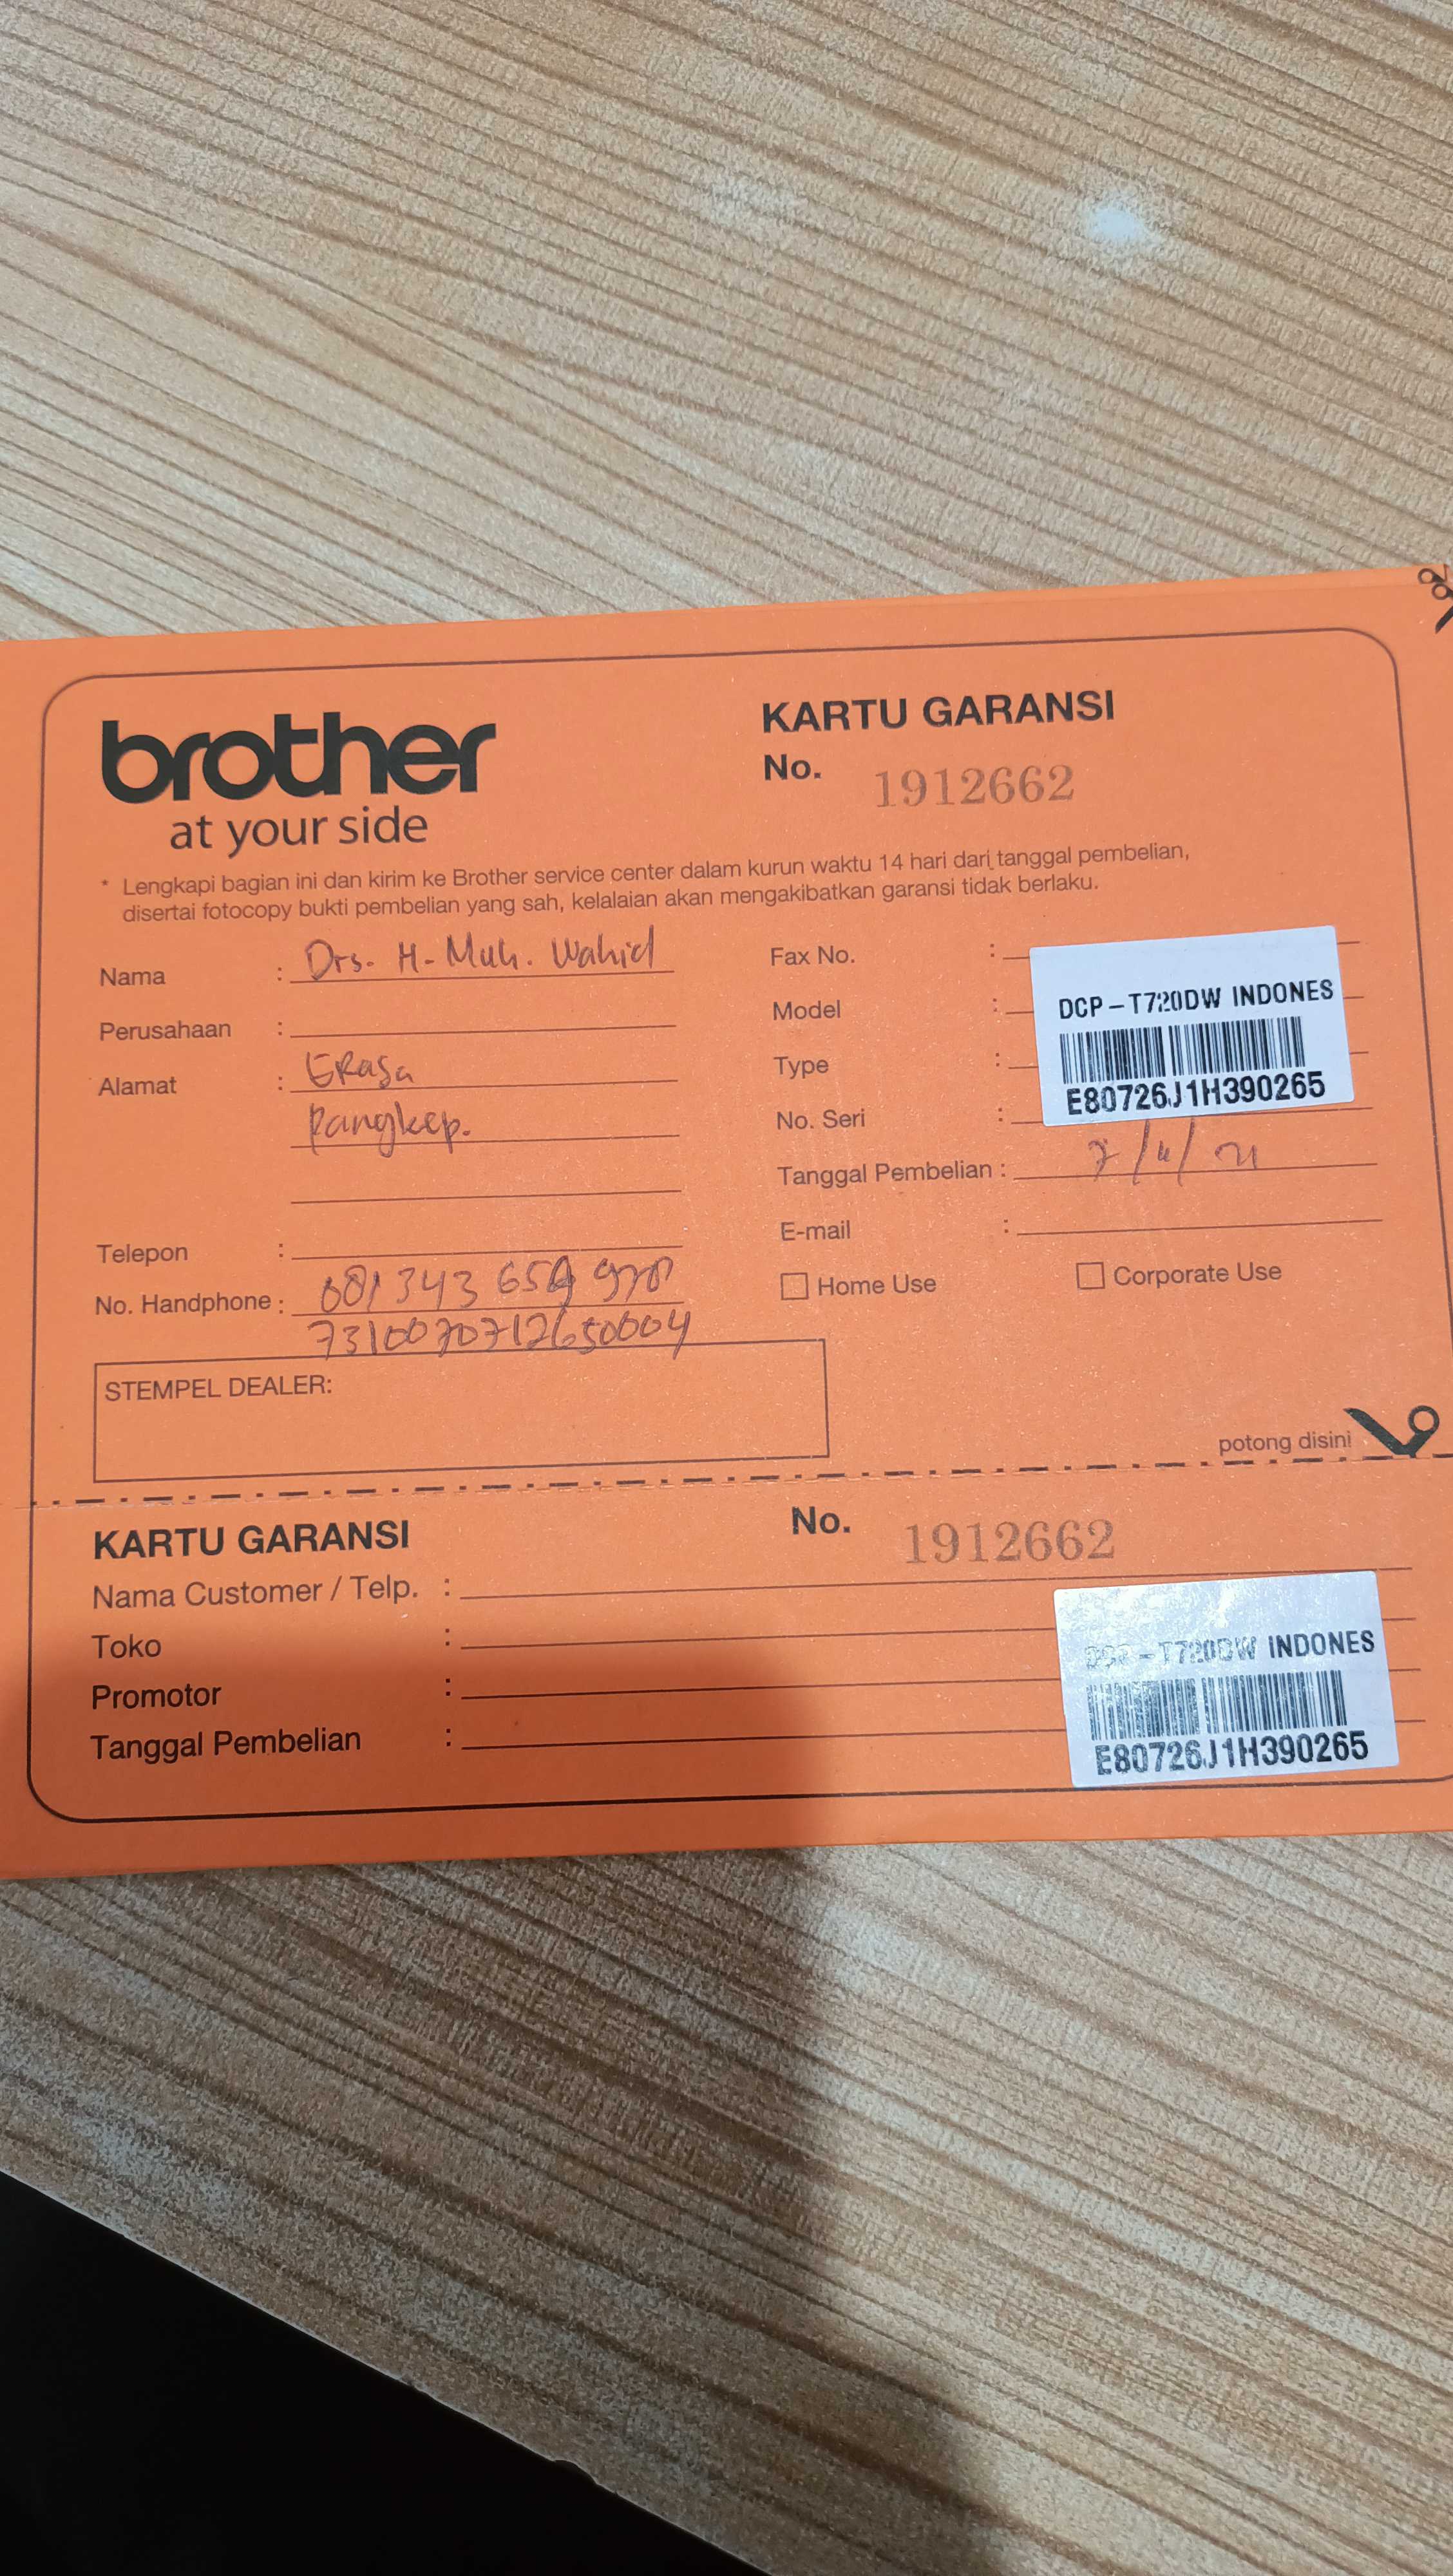 brother
at your side
KARTU GARANSI
No. 1912662
* Lengkapi bagian ini dan kirim ke Brother service center dalam kurun waktu 14 hari dari tanggal pembelian,
disertai fotocopy bukti pembelian yang sah, kelalaian akan mengakibatkan garansi tidak berlaku.
Nama : Drs. H. Muh. Wahid
Perusahaan :
Alamat : Erasa
Pangkep.
Telepon :
No. Handphone : 081343 659
7310070712650004
STEMPEL DEALER:
Fax No. :
Model :
Type :
No. Seri :
DCP-T720DW INDONES
E80726J1H390265
Tanggal Pembelian : 7/
E-mail :
Home Use
Corporate Use
potong disini
KARTU GARANSI
No. 1912662
Nama Customer / Telp. :
Toko :
Promotor :
Tanggal Pembelian :
DCP-T720DW INDONES
E80726J1H390265